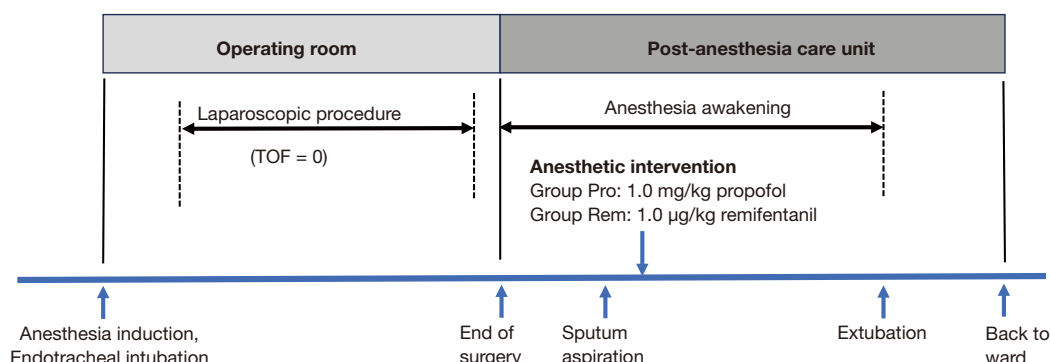 Operating room
Post-anesthesia care unit
Laparoscopic procedure
(TOF = 0)
Anesthesia awakening
Anesthetic intervention
Group Pro: 1.0 mg/kg propofol
Group Rem: 1.0 µg/kg remifentanil
Anesthesia induction,
Endotracheal intubation
End of
surgery
Sputum
aspiration
Extubation
Back to
ward